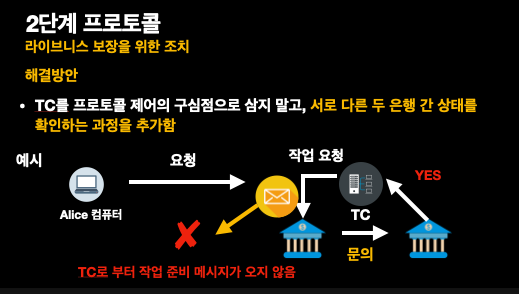 2단계 프로토콜
라이브니스 보장을 위한 조치
해결방안
• TC를 프로토콜 제어의 구심점으로 삼지 말고, 서로 다른 두 은행 간 상태를
확인하는 과정을 추가함
예시
요청
작업 요청
YES
Alice 컴퓨터
TC
문의
TC로 부터 작업 준비 메시지가 오지 않음